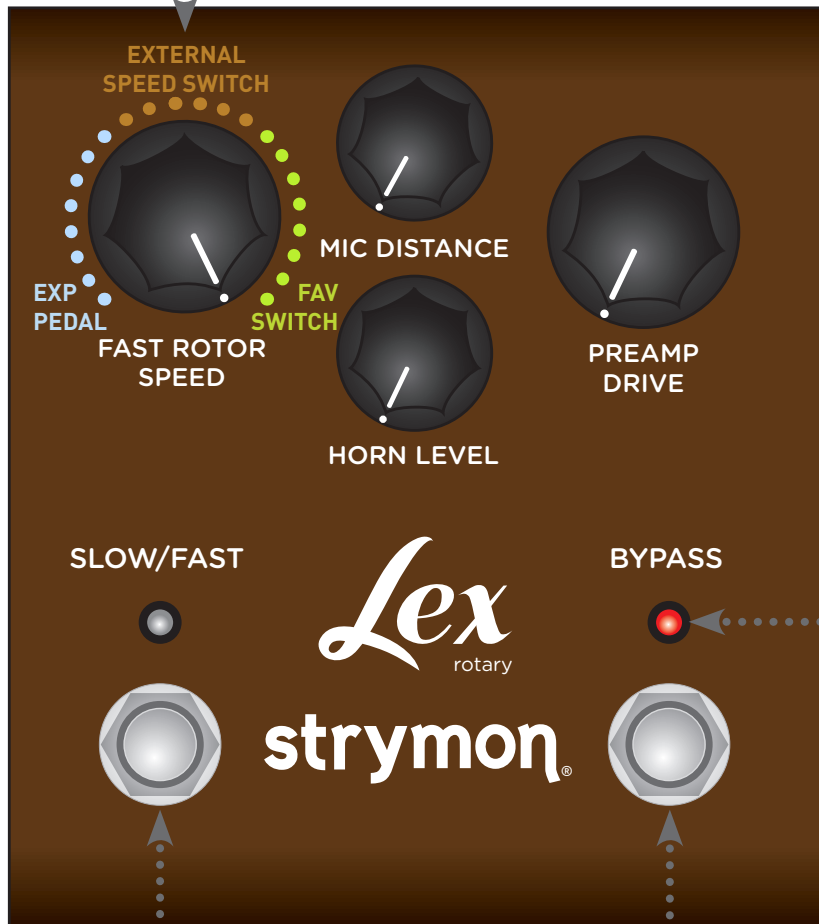 EXTERNAL
SPEED SWITCH
MIC DISTANCE
EXP
PEDAL
FAV
SWITCH
FAST ROTOR
SPEED
PREAMP
DRIVE
HORN LEVEL
SLOW/FAST
BYPASS
Lex
rotary
strymon®